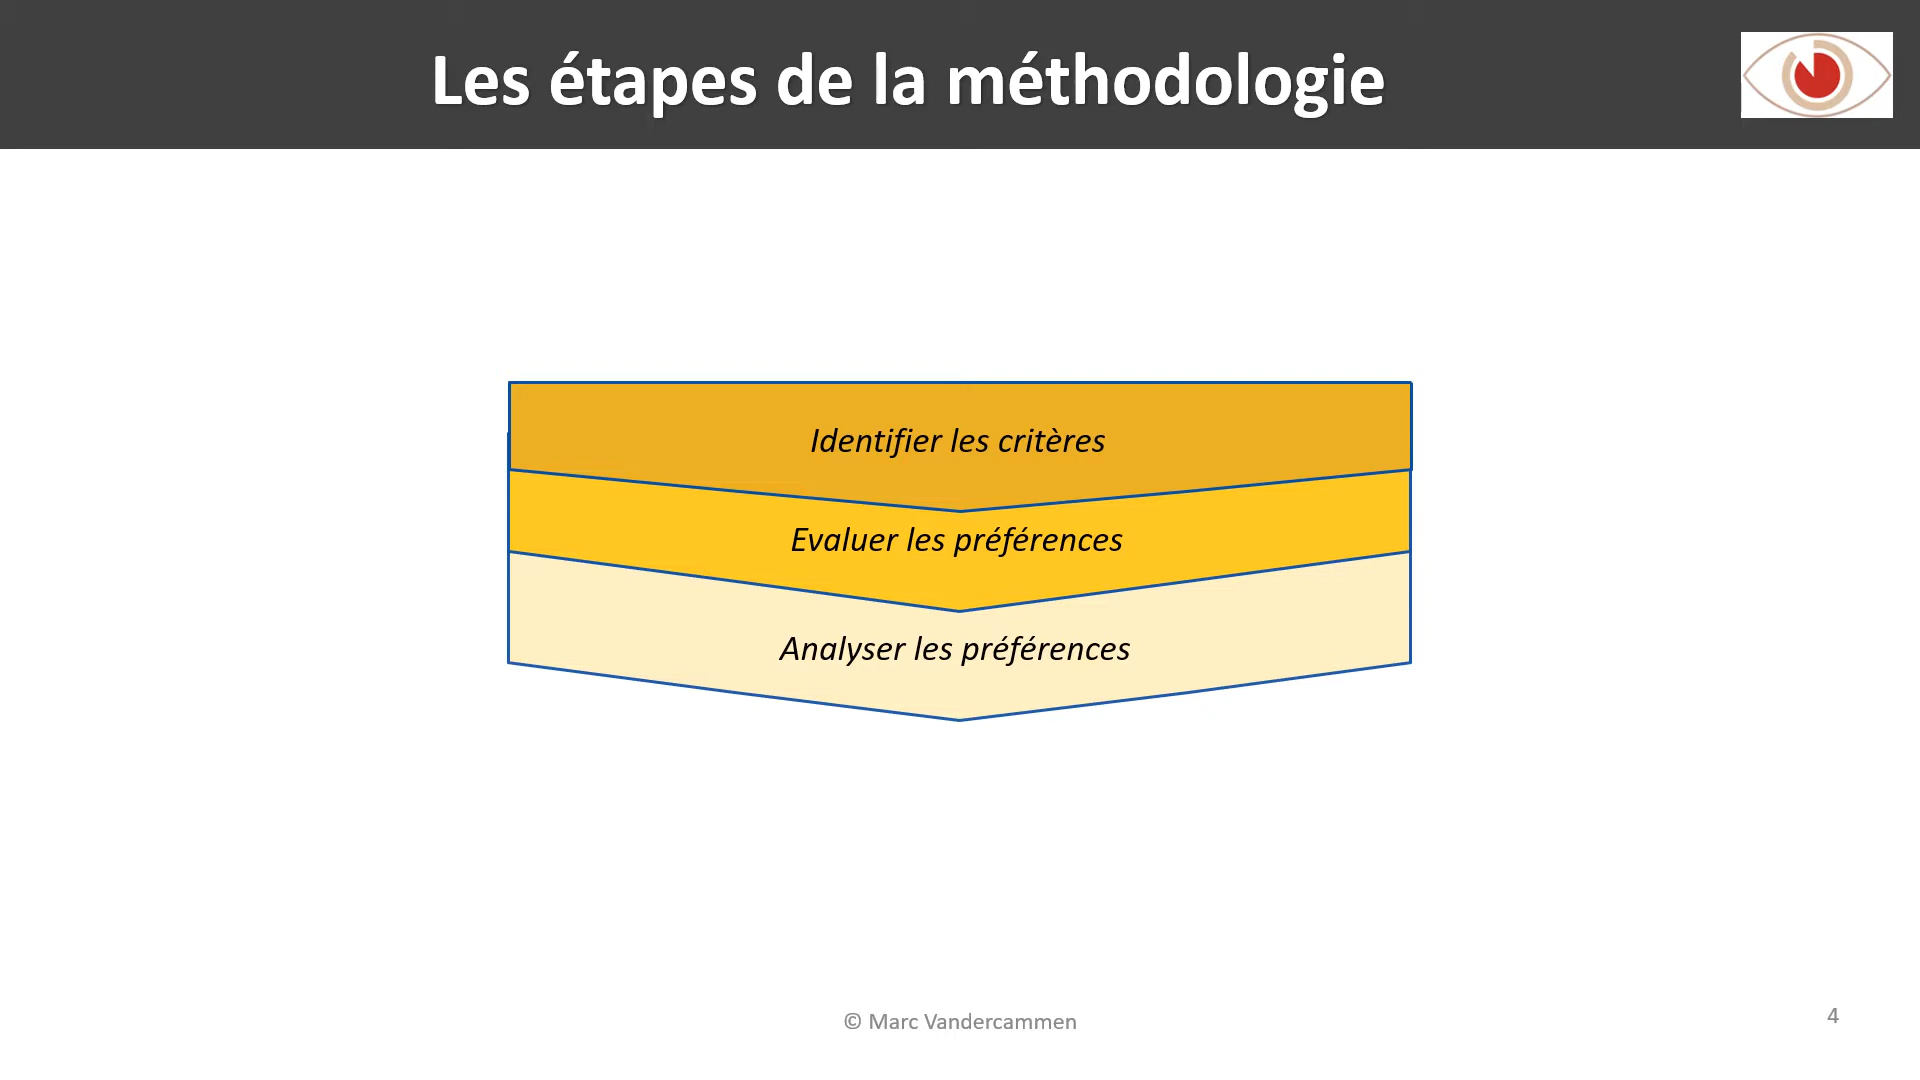 Les étapes de la méthodologie
Identifier les critères
Evaluer les préférences
Analyser les préférences
© Marc Vandercammen
4